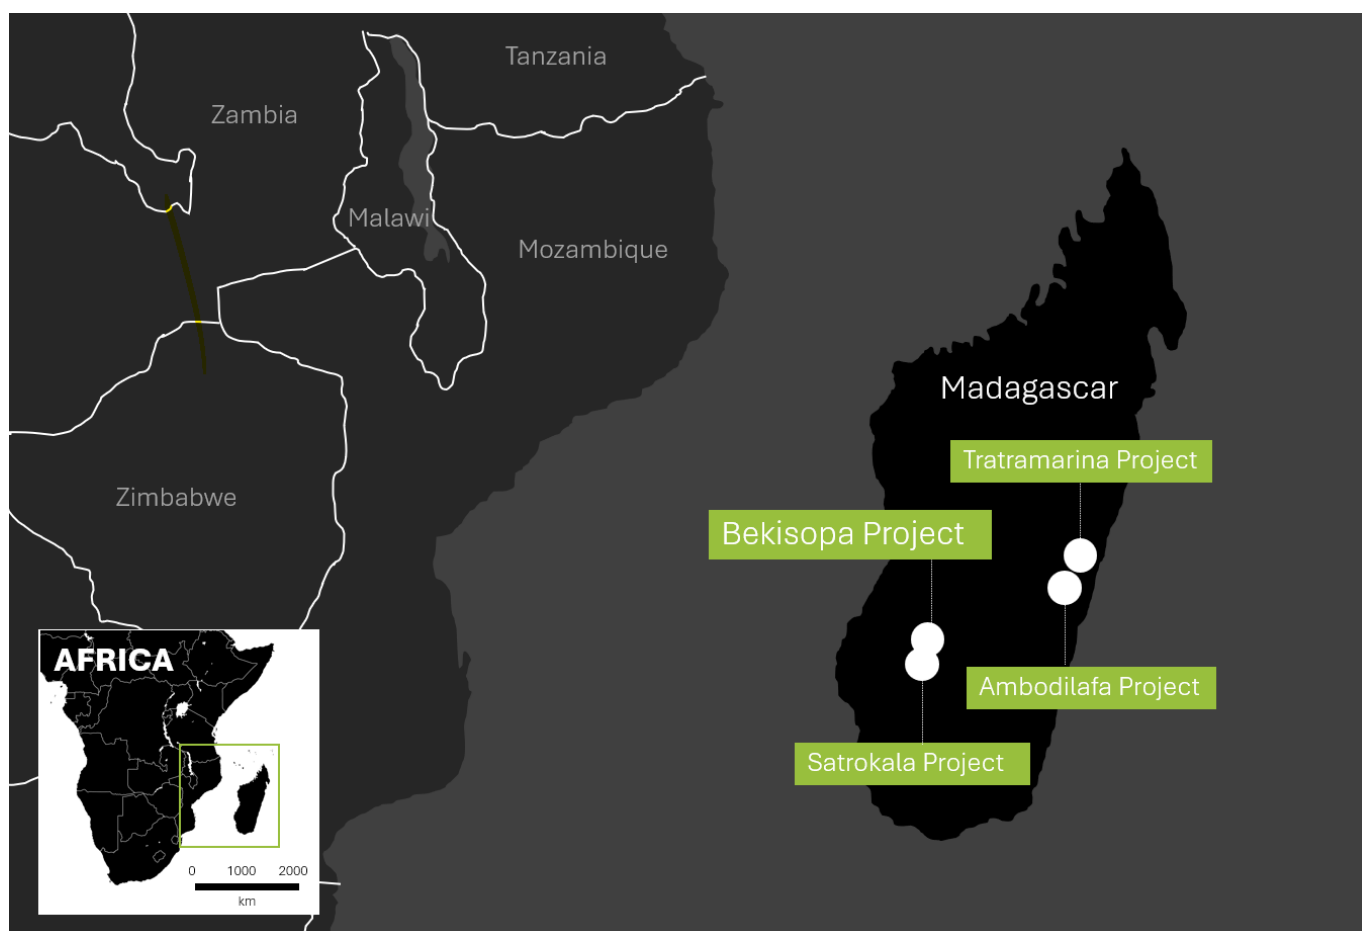 Tanzania
Zambia
Malawi
Mozambique
Madagascar
Tratramarina Project
Zimbabwe
Bekisopa Project
Ambodilafa Project
Satrokala Project
AFRICA
0 1000 2000
km